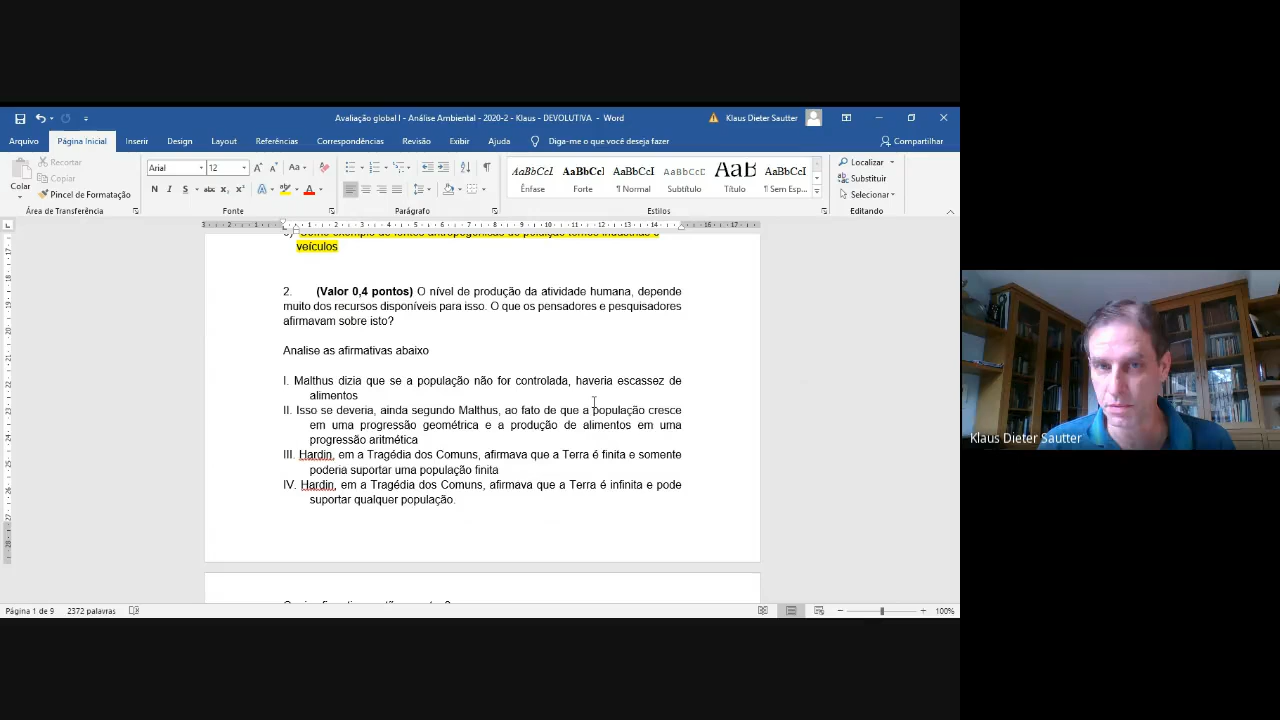 Avaliação global I - Análise Ambiental - 2020-2 - Klaus - DEVOLUTIVA - Word
Klaus Dieter Sautter
Arquivo Página Inicial Inserir Design Layout Referências Correspondências Revisão Exibir Ajuda Diga-me o que você deseja fazer Compartilhar
Colar
Recortar
Copiar
Pincel de Formatação
Área de Transferência
Arial 12
Fonte
Parágrafo
AaBbCcI AaBbCcI AaBbCcI AaBbCcI AaB AaBbCcI
Ênfase Forte ¶ Normal Subtítulo Título ¶ Sem Esp...
Estilos
Localizar
Substituir
Selecionar
Editando
veículos
2. (Valor 0,4 pontos) O nível de produção da atividade humana, depende
muito dos recursos disponíveis para isso. O que os pensadores e pesquisadores
afirmavam sobre isto?
Analise as afirmativas abaixo
I. Malthus dizia que se a população não for controlada, haveria escassez de
alimentos
II. Isso se deveria, ainda segundo Malthus, ao fato de que a população cresce
em uma progressão geométrica e a produção de alimentos em uma
progressão aritmética
III. Hardin, em a Tragédia dos Comuns, afirmava que a Terra é finita e somente
poderia suportar uma população finita
IV. Hardin, em a Tragédia dos Comuns, afirmava que a Terra é infinita e pode
suportar qualquer população.
Página 1 de 9 2372 palavras 100%
Klaus Dieter Sautter